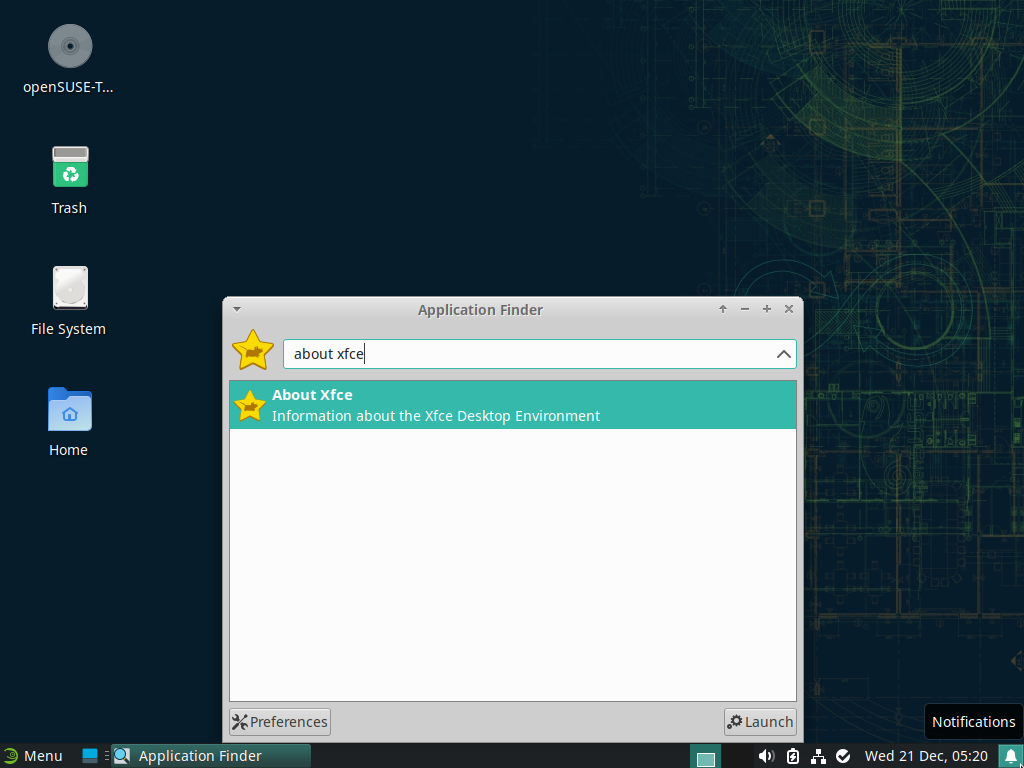 openSUSE-T...
Trash
File System
Home
Application Finder
about xfce
About Xfce
Information about the Xfce Desktop Environment
Preferences
Launch
Notifications
Menu
Application Finder
Wed 21 Dec, 05:20